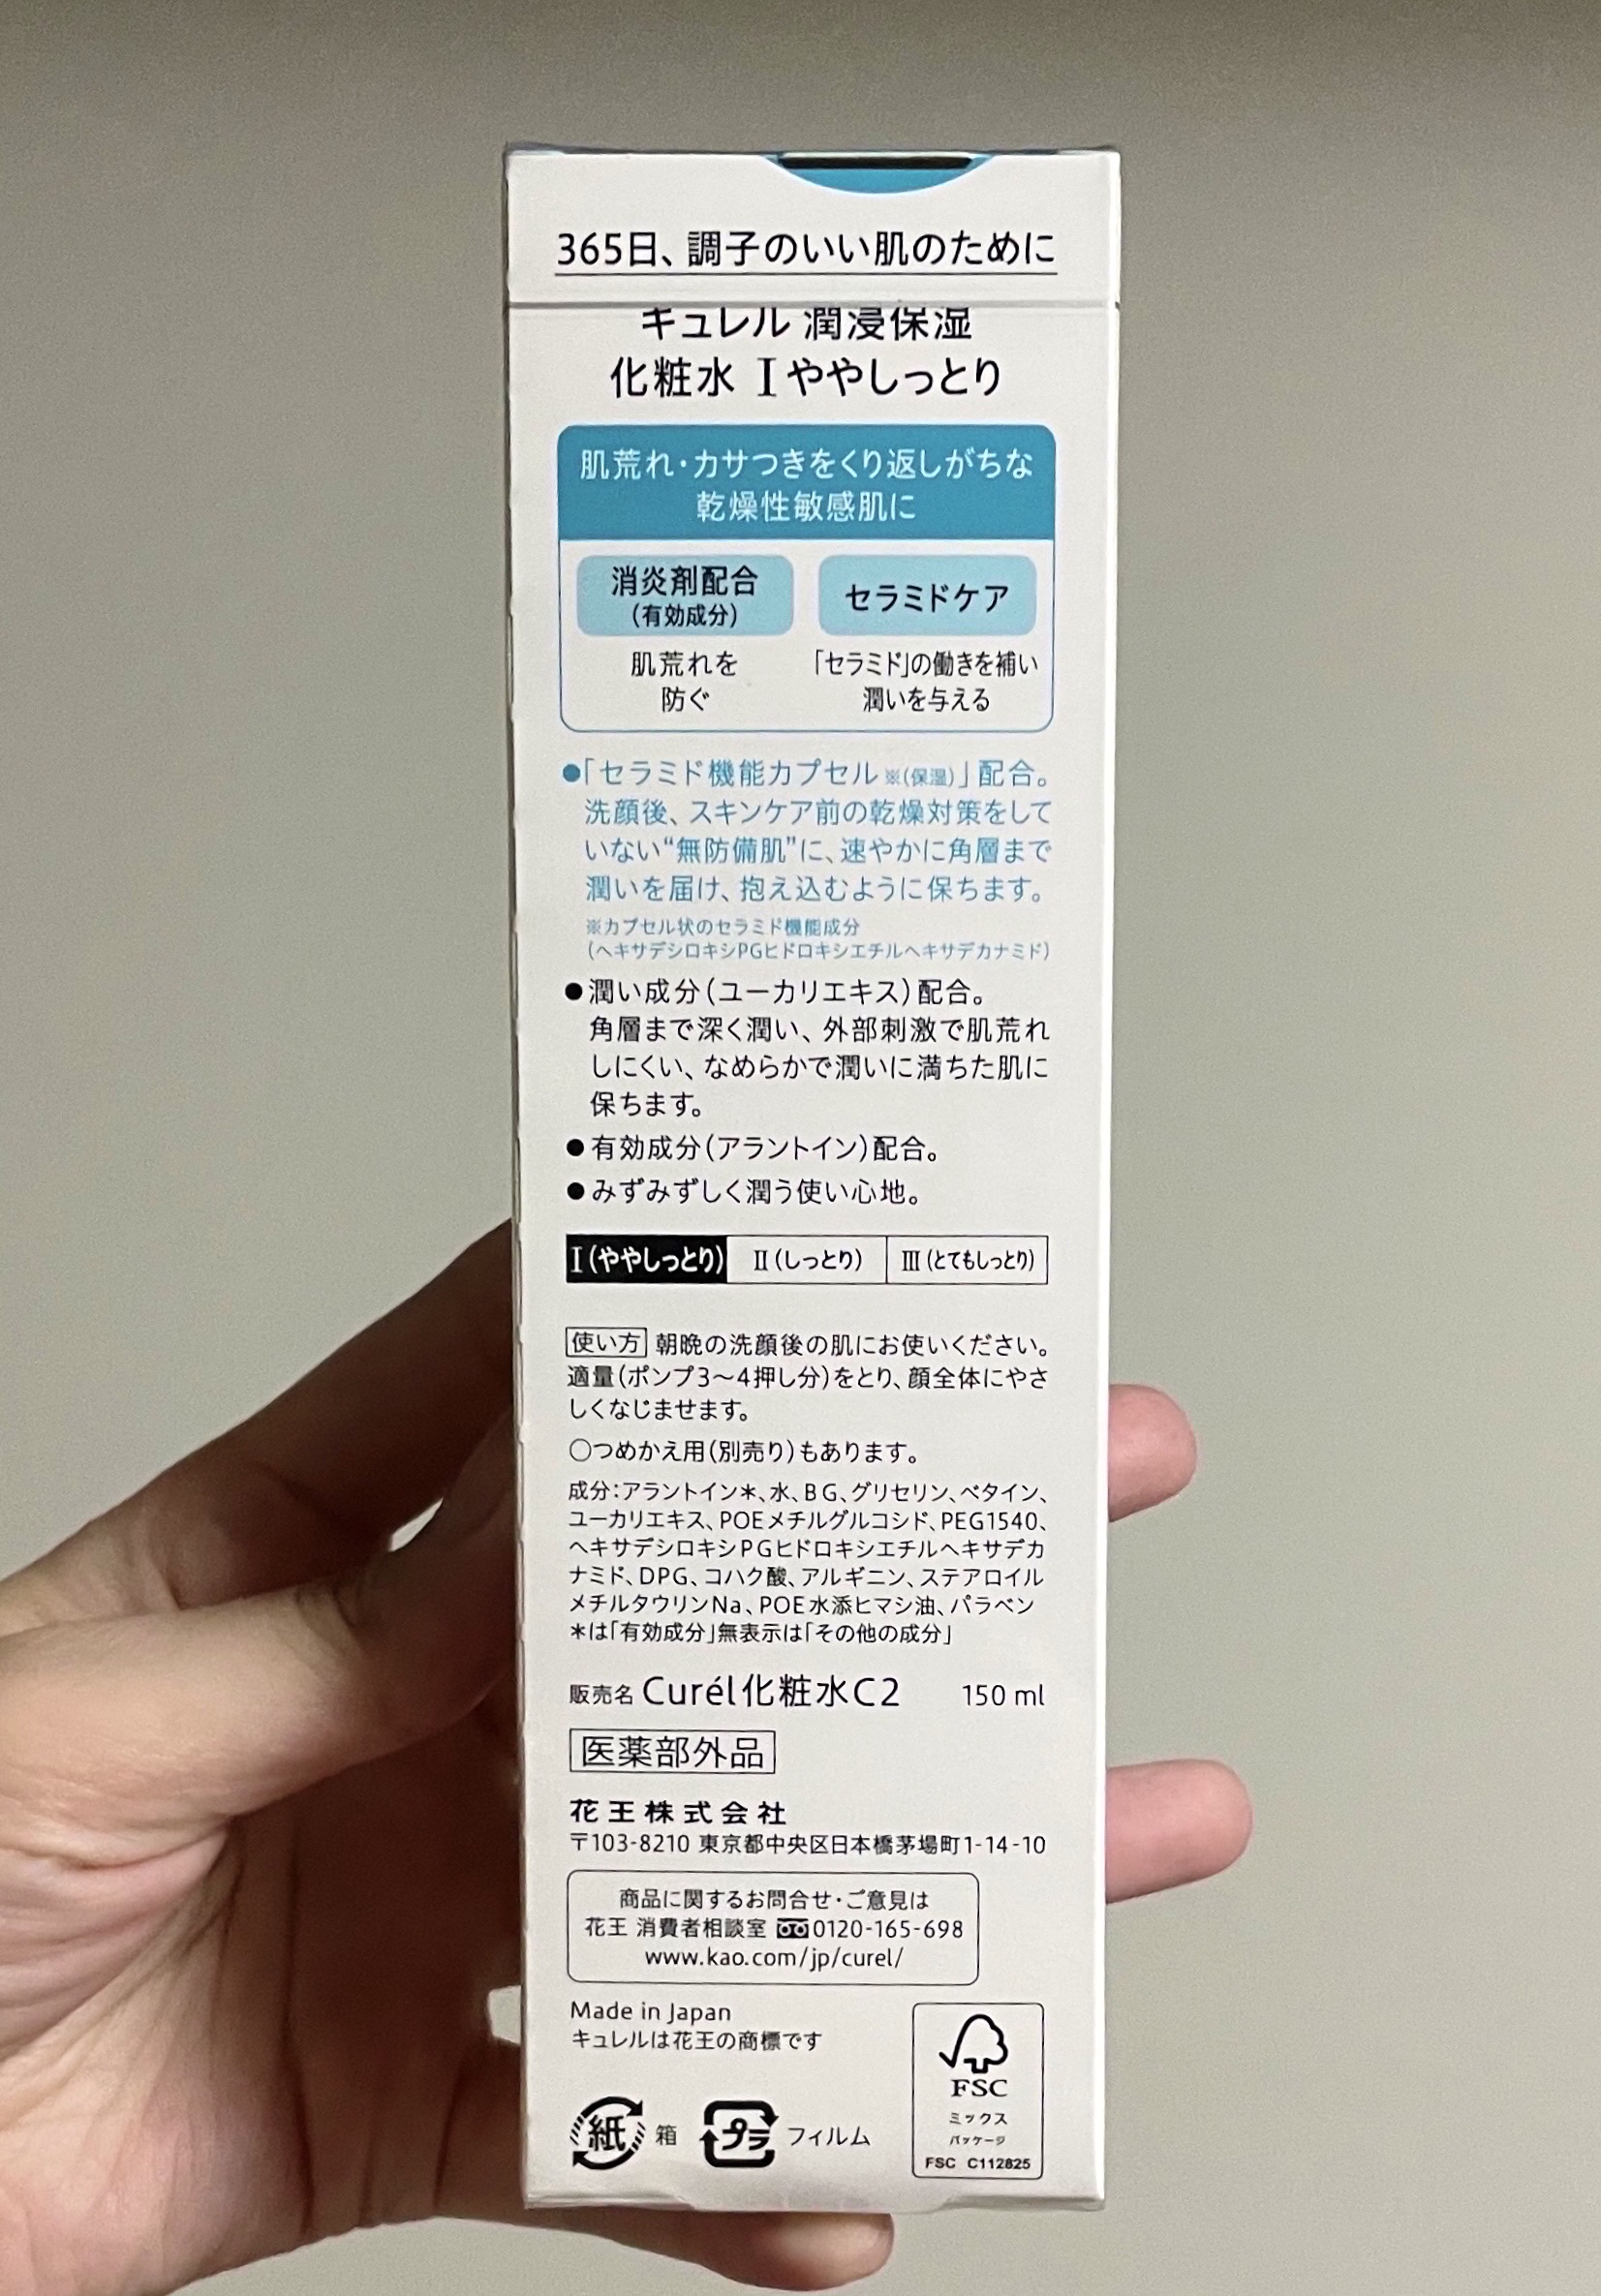 365日、調子のいい肌のために
キュレル 潤浸保湿
化粧水 Ⅰ ややしっとり
肌荒れ・カサつきをくり返しがちな
乾燥性敏感肌に
消炎剤配合
(有効成分)
セラミドケア
肌荒れを
防ぐ
「セラミド」の働きを補い
潤いを与える
●「セラミド機能カプセル※(保湿)」配合。
洗顔後、スキンケア前の乾燥対策をして
いない“無防備肌”に、速やかに角層まで
潤いを届け、抱え込むように保ちます。
※カプセル状のセラミド機能成分
(ヘキサデシロキシPGヒドロキシエチルヘキサデカナミド)
●潤い成分(ユーカリエキス)配合。
角層まで深く潤い、外部刺激で肌荒れ
しにくい、なめらかで潤いに満ちた肌に
保ちます。
●有効成分(アラントイン)配合。
●みずみずしく潤う使い心地。
Ⅰ(ややしっとり) Ⅱ(しっとり) Ⅲ(とてもしっとり)
使い方 朝晩の洗顔後の肌にお使いください。
適量(ポンプ3〜4押し分)をとり、顔全体にやさ
しくなじませます。
○つめかえ用(別売り)もあります。
成分:アラントイン*、水、BG、グリセリン、ベタイン、
ユーカリエキス、POEメチルグルコシド、PEG1540、
ヘキサデシロキシPGヒドロキシエチルヘキサデカ
ナミド、DPG、コハク酸、アルギニン、ステアロイル
メチルタウリンNa、POE水添ヒマシ油、パラベン
*は「有効成分」無表示は「その他の成分」
販売名 Curél化粧水C2 150 ml
医薬部外品
花王株式会社
〒103-8210 東京都中央区日本橋茅場町1-14-10
商品に関するお問合せ・ご意見は
花王 消費者相談室 0120-165-698
www.kao.com/jp/curel/
Made in Japan
キュレルは花王の商標です
紙 箱 プラ フィルム
FSC
ミックス
パッケージ
FSC C112825